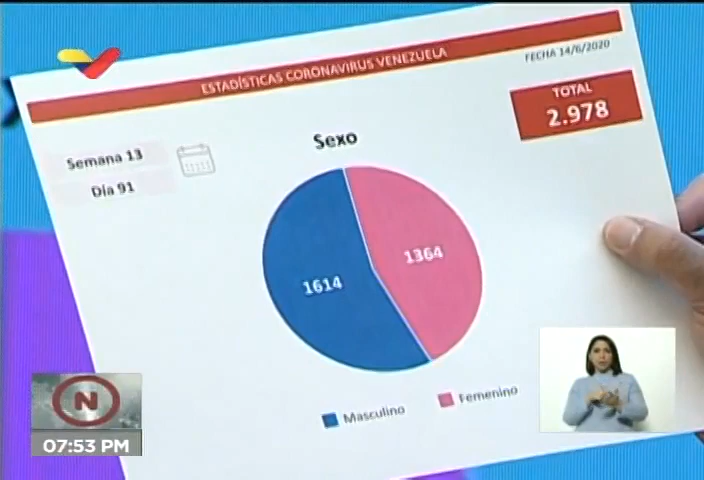 ESTADÍSTICAS CORONAVIRUS VENEZUELA
FECHA 14/6/2020
TOTAL
2.978
Semana 13
Día 91
Sexo
1614
1364
Masculino
Femenino
N
07:53 PM